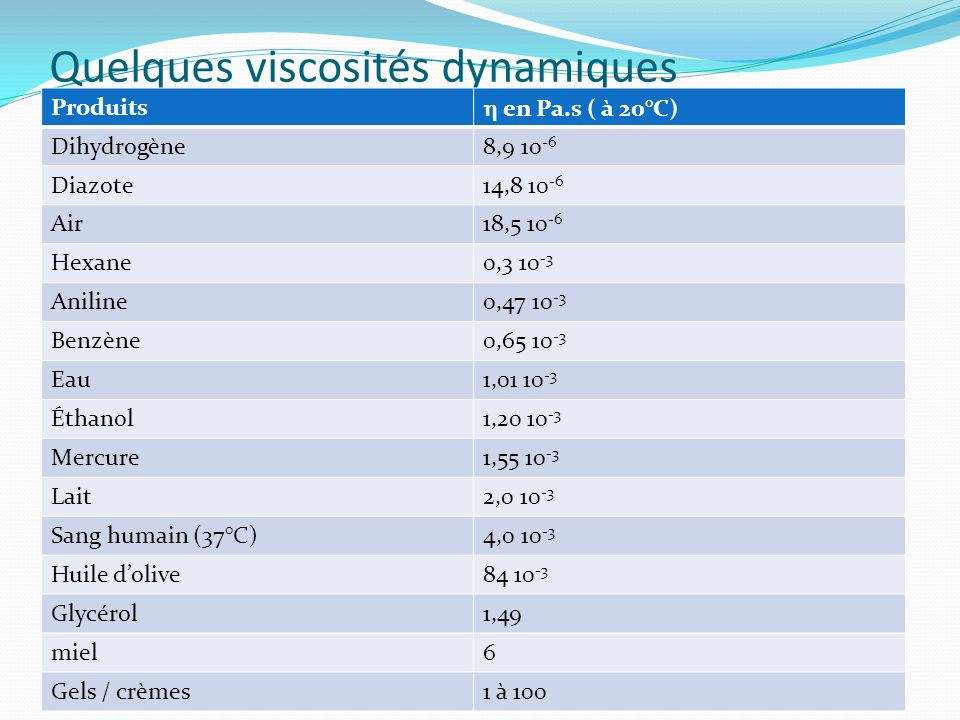 Quelques viscosités dynamiques
Produits η en Pa.s ( à 20°C)
Dihydrogène 8,9 10⁻⁶
Diazote 14,8 10⁻⁶
Air 18,5 10⁻⁶
Hexane 0,3 10⁻³
Aniline 0,47 10⁻³
Benzène 0,65 10⁻³
Eau 1,01 10⁻³
Éthanol 1,20 10⁻³
Mercure 1,55 10⁻³
Lait 2,0 10⁻³
Sang humain (37°C) 4,0 10⁻³
Huile d’olive 84 10⁻³
Glycérol 1,49
miel 6
Gels / crèmes 1 à 100